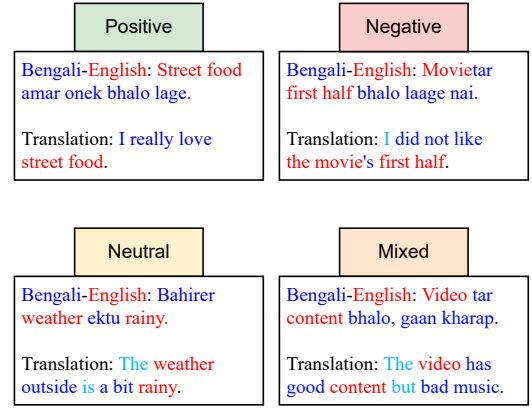 Positive
Bengali-English: Street food
amar onek bhalo lage.
Translation: I really love
street food.
Negative
Bengali-English: Movietar
first half bhalo laage nai.
Translation: I did not like
the movie's first half.
Neutral
Bengali-English: Bahirer
weather ektu rainy.
Translation: The weather
outside is a bit rainy.
Mixed
Bengali-English: Video tar
content bhalo, gaan kharap.
Translation: The video has
good content but bad music.